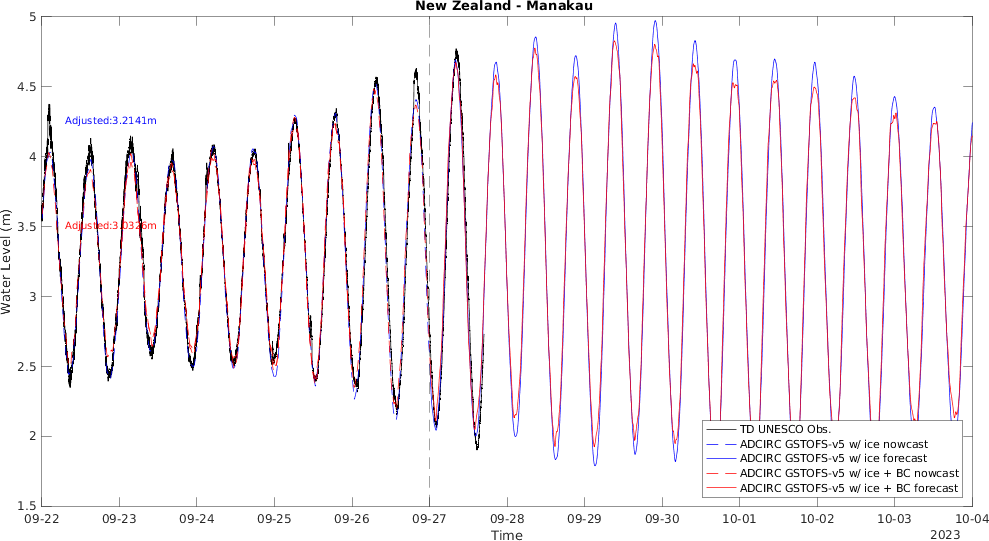 New Zealand - Manakau
5
4.5
4
3.5
3
2.5
2
1.5
Water Level (m)
Adjusted:3.2141m
Adjusted:3.0326m
TD UNESCO Obs.
ADCIRC GSTOFS-v5 w/ ice nowcast
ADCIRC GSTOFS-v5 w/ ice forecast
ADCIRC GSTOFS-v5 w/ ice + BC nowcast
ADCIRC GSTOFS-v5 w/ ice + BC forecast
09-22 09-23 09-24 09-25 09-26 09-27 09-28 09-29 09-30 10-01 10-02 10-03 10-04
Time
2023